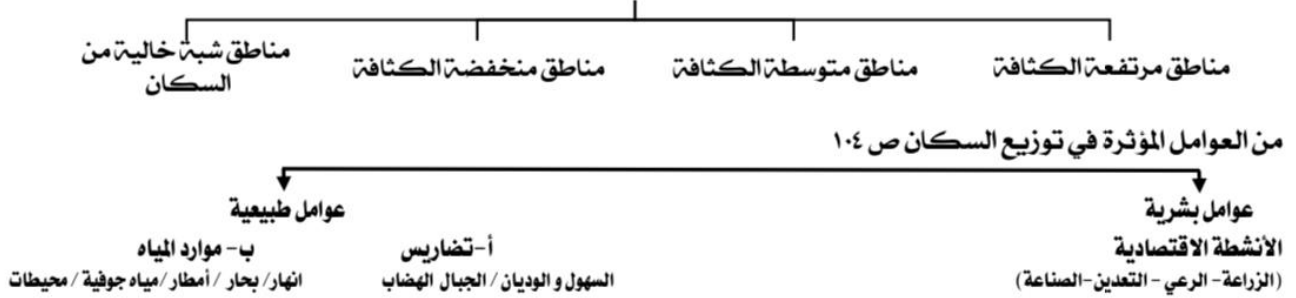 مناطق مرتفعة الكثافة
مناطق متوسطة الكثافة
مناطق منخفضة الكثافة
مناطق شبة خالية من
السكان
من العوامل المؤثرة في توزيع السكان ص ١٠٤
عوامل بشرية
الأنشطة الاقتصادية
(الزراعة- الرعي - التعدين-الصناعة)
عوامل طبيعية
أ-تضاريس
السهول و الوديان / الجبال الهضاب
ب- موارد المياه
انهار/ بحار / أمطار /مياه جوفية / محيطات